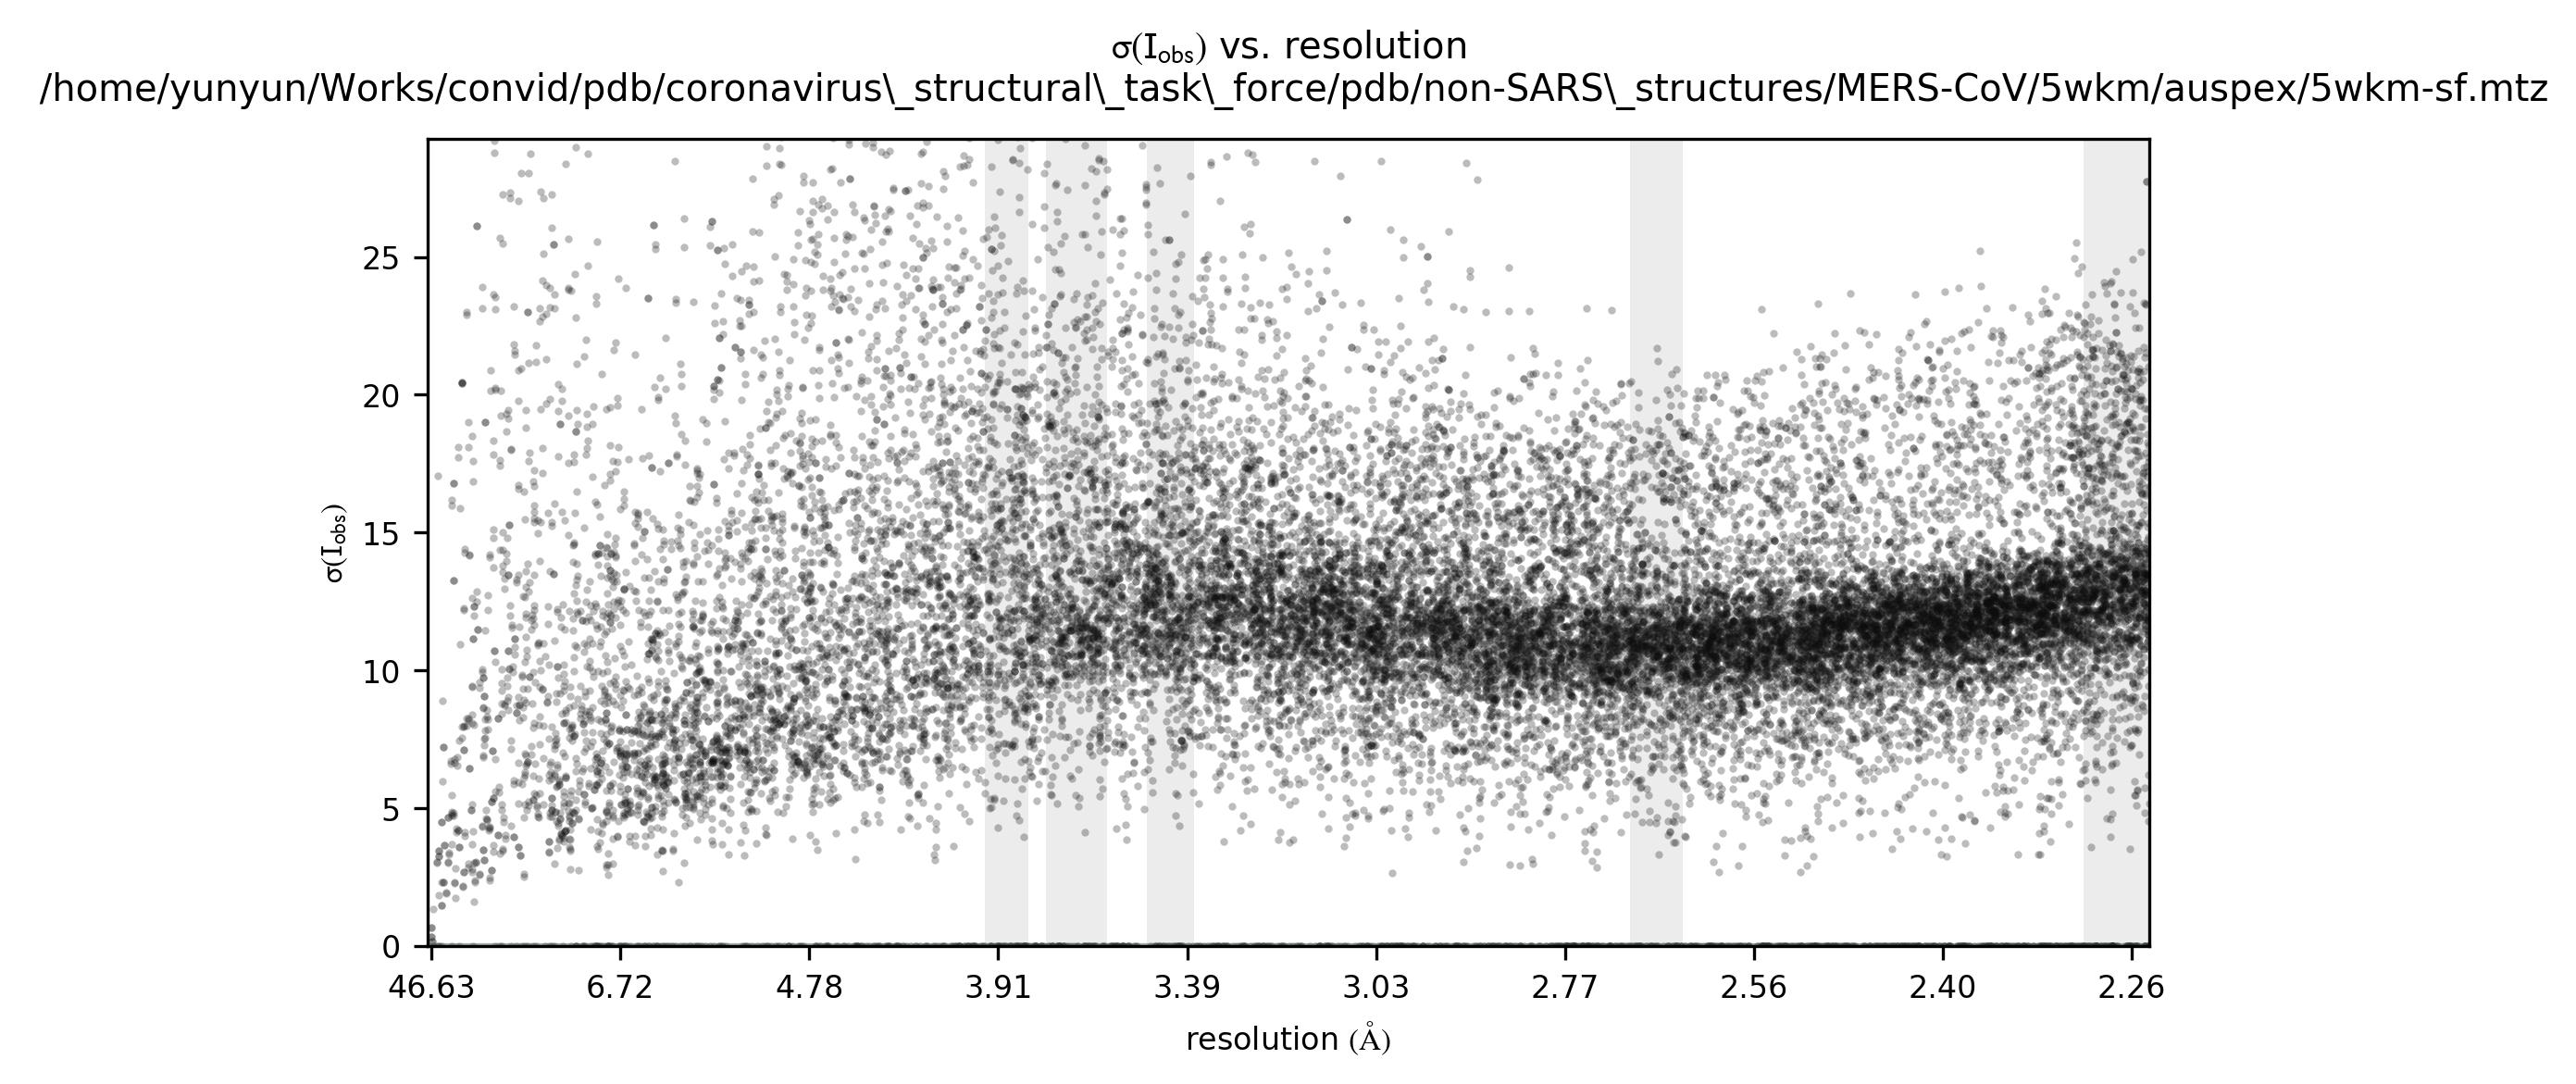 σ(Iobs) vs. resolution
/home/yunyun/Works/convid/pdb/coronavirus\_structural\_task\_force/pdb/non-SARS\_structures/MERS-CoV/5wkm/auspex/5wkm-sf.mtz
25
20
15
10
5
0
σ(Iobs)
46.63 6.72 4.78 3.91 3.39 3.03 2.77 2.56 2.40 2.26
resolution (Å)